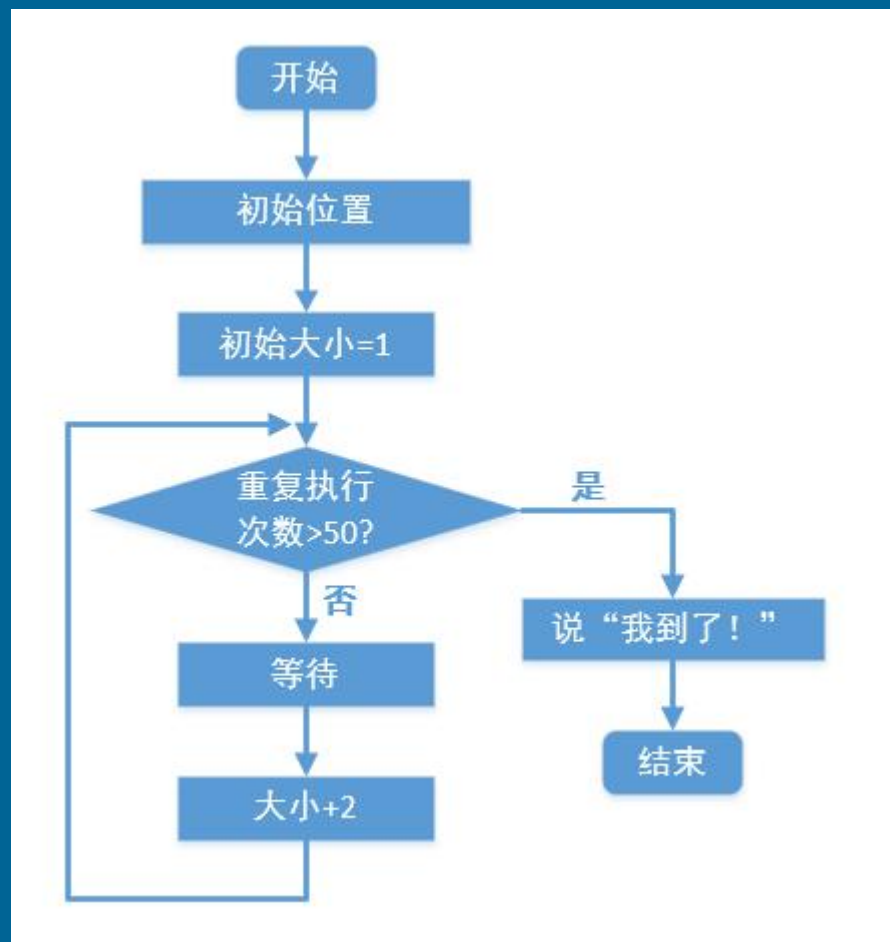 开始
初始位置
初始大小=1
重复执行
次数>50?
是
否
等待
大小+2
说“我到了！”
结束